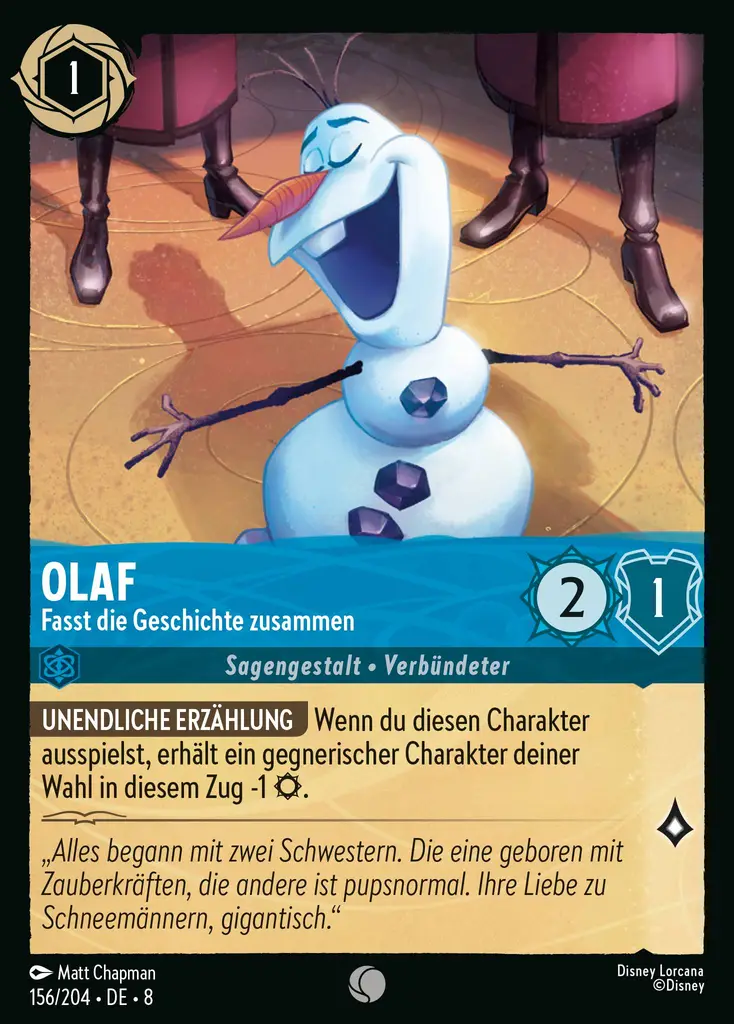 1
OLAF
Fasst die Geschichte zusammen
2
1
Sagengestalt • Verbündeter
UNENDLICHE ERZÄHLUNG Wenn du diesen Charakter
ausspielst, erhält ein gegnerischer Charakter deiner
Wahl in diesem Zug -1 .
„Alles begann mit zwei Schwestern. Die eine geboren mit
Zauberkräften, die andere ist pupsnormal. Ihre Liebe zu
Schneemännern, gigantisch.“
Matt Chapman
156/204 • DE • 8
Disney Lorcana
©Disney